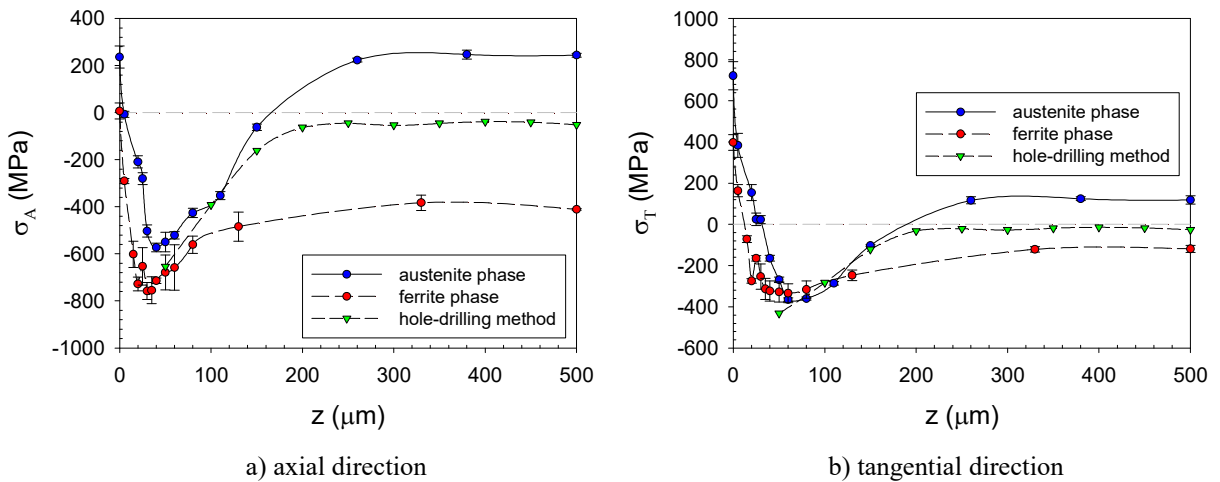 400
200
0
-200
-400
-600
-800
-1000
σA (MPa)
austenite phase
ferrite phase
hole-drilling method
0 100 200 300 400 500
z (μm)
a) axial direction
1000
800
600
400
200
0
-200
-400
-600
σT (MPa)
austenite phase
ferrite phase
hole-drilling method
0 100 200 300 400 500
z (μm)
b) tangential direction